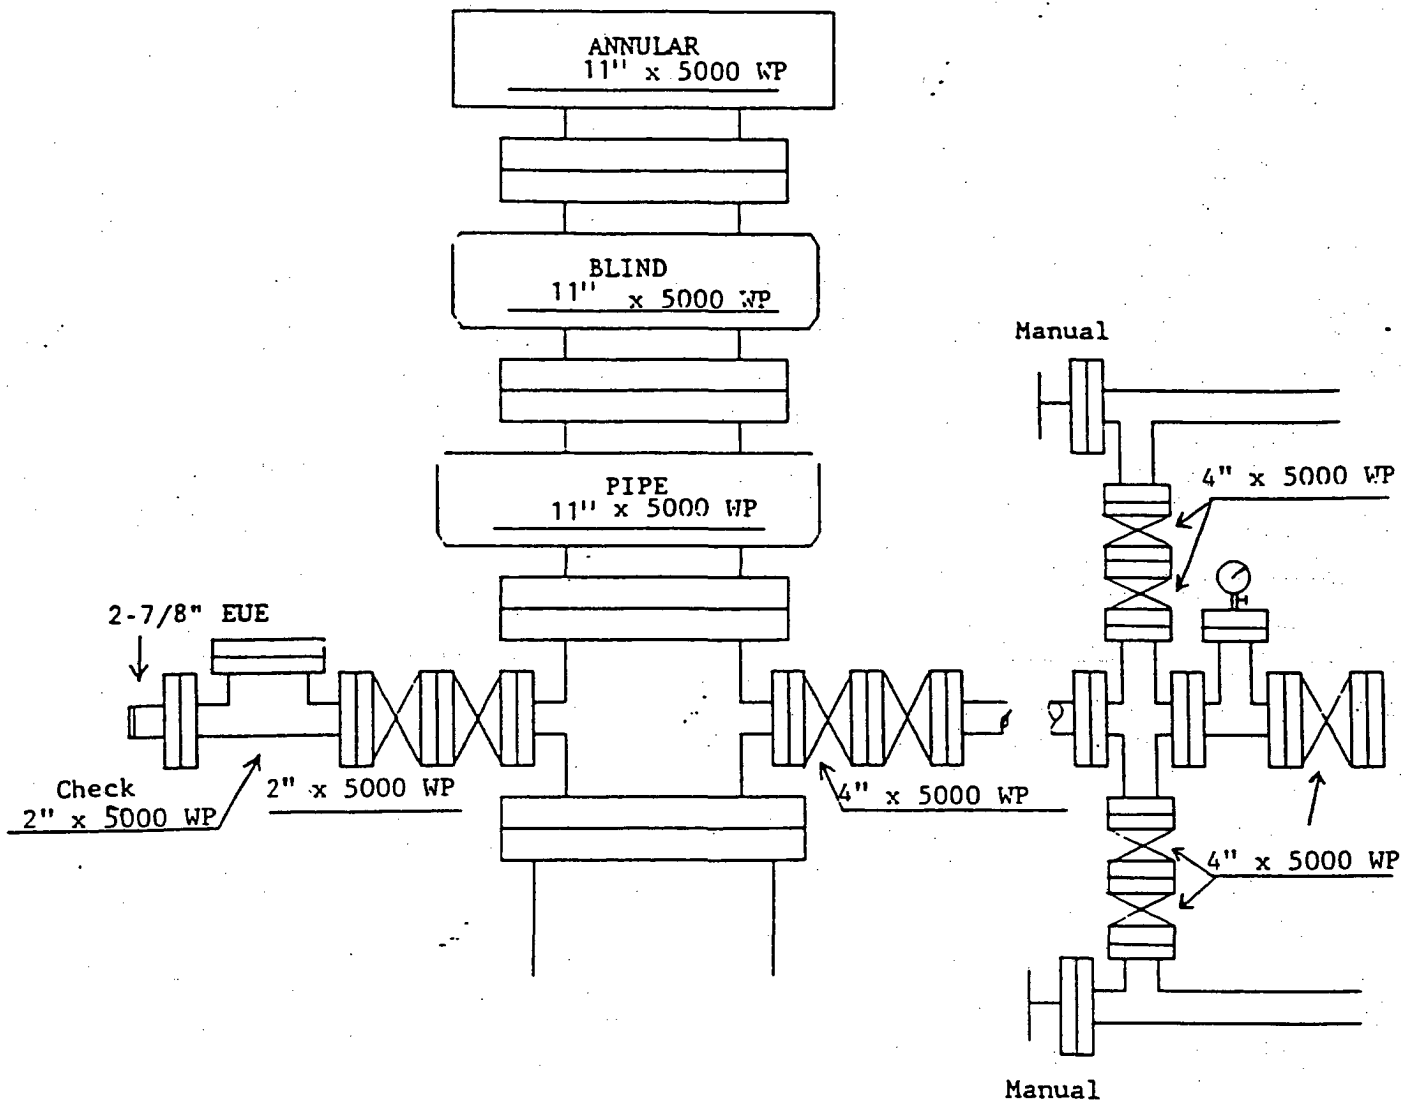 ANNULAR
11" x 5000 WP
BLIND
11" x 5000 WP
Manual
PIPE
11" x 5000 WP
4" x 5000 WP
2-7/8" EUE
Check
2" x 5000 WP
2" x 5000 WP
4" x 5000 WP
4" x 5000 WP
Manual